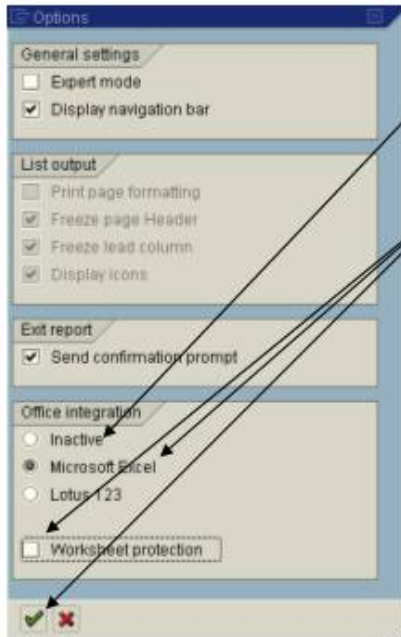 Options
General settings
Expert mode
Display navigation bar
List output
Print page formatting
Freeze page Header
Freeze lead column
Display icons
Exit report
Send confirmation prompt
Office integration
Inactive
Microsoft Excel
Lotus 123
Worksheet protection